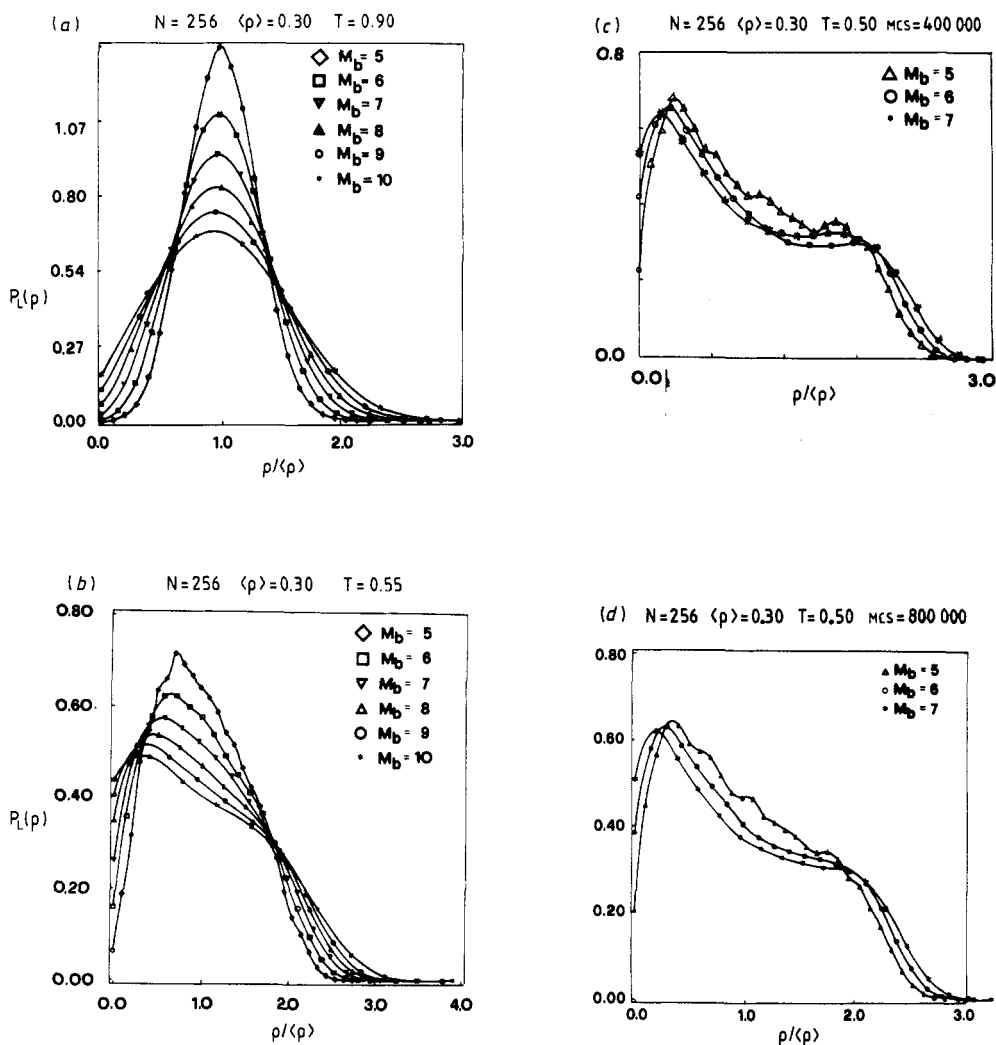 (a)
M_b = 5
M_b = 6
M_b = 7
M_b = 8
M_b = 9
M_b = 10
1.07
0.80
0.54
P_L(ρ)
0.27
0.00
0.0 1.0 2.0 3.0
ρ/⟨ρ⟩
(c) N = 256 ⟨ρ⟩ = 0.30 T = 0.50 MCS = 400 000
0.8
M_b = 5
M_b = 6
M_b = 7
0.0
0.0 3.0
ρ/⟨ρ⟩
N = 256 ⟨ρ⟩ = 0.30 T = 0.90
(b) N = 256 ⟨ρ⟩ = 0.30 T = 0.55
0.80
M_b = 5
M_b = 6
M_b = 7
M_b = 8
M_b = 9
M_b = 10
0.60
0.40
P_L(ρ)
0.20
0.00
0.0 1.0 2.0 3.0 4.0
ρ/⟨ρ⟩
(d) N = 256 ⟨ρ⟩ = 0.30 T = 0.50 MCS = 800 000
0.80
M_b = 5
M_b = 6
M_b = 7
0.60
0.40
0.20
0.00
0.0 1.0 2.0 3.0
ρ/⟨ρ⟩